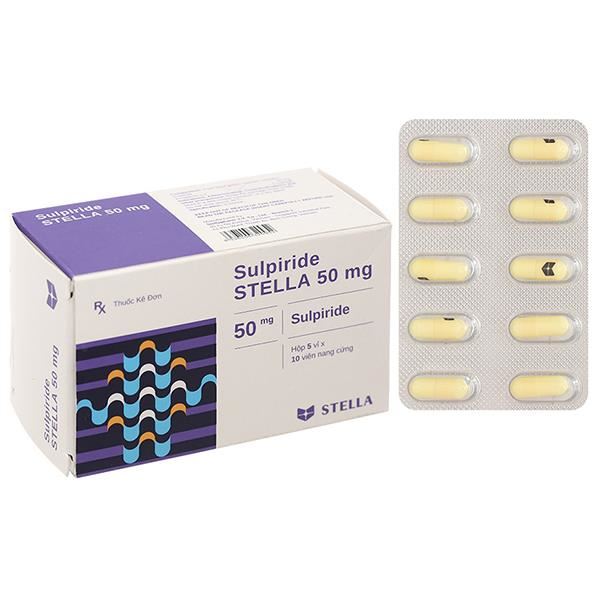 Sulpiride
STELLA 50 mg
Sulpiride
STELLA 50 mg
50 mg
Sulpiride
Hộp 5 vỉ x
10 viên nang cứng
STELLA
Rx Thuốc Kê Đơn
Sulpiride
STELLA 50 mg